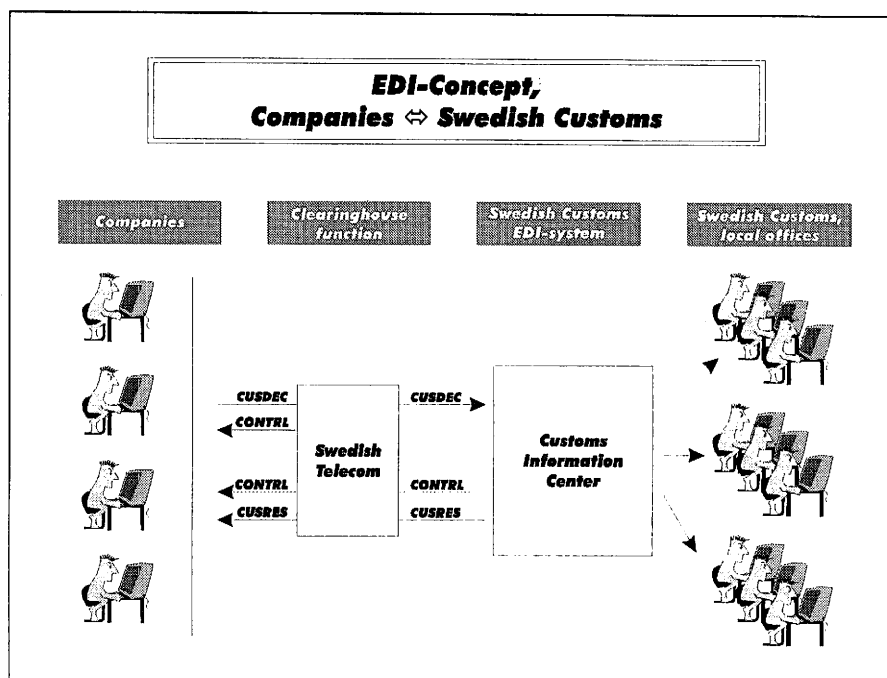 EDI-Concept,
Companies ⇔ Swedish Customs
Companies
Clearinghouse
function
Swedish Customs
EDI-system
Swedish Customs,
local offices
CUSDEC
CUSDEC
CONTRL
Swedish
Telecom
Customs
Information
Center
CONTRL
CONTRL
CUSRES
CUSRES